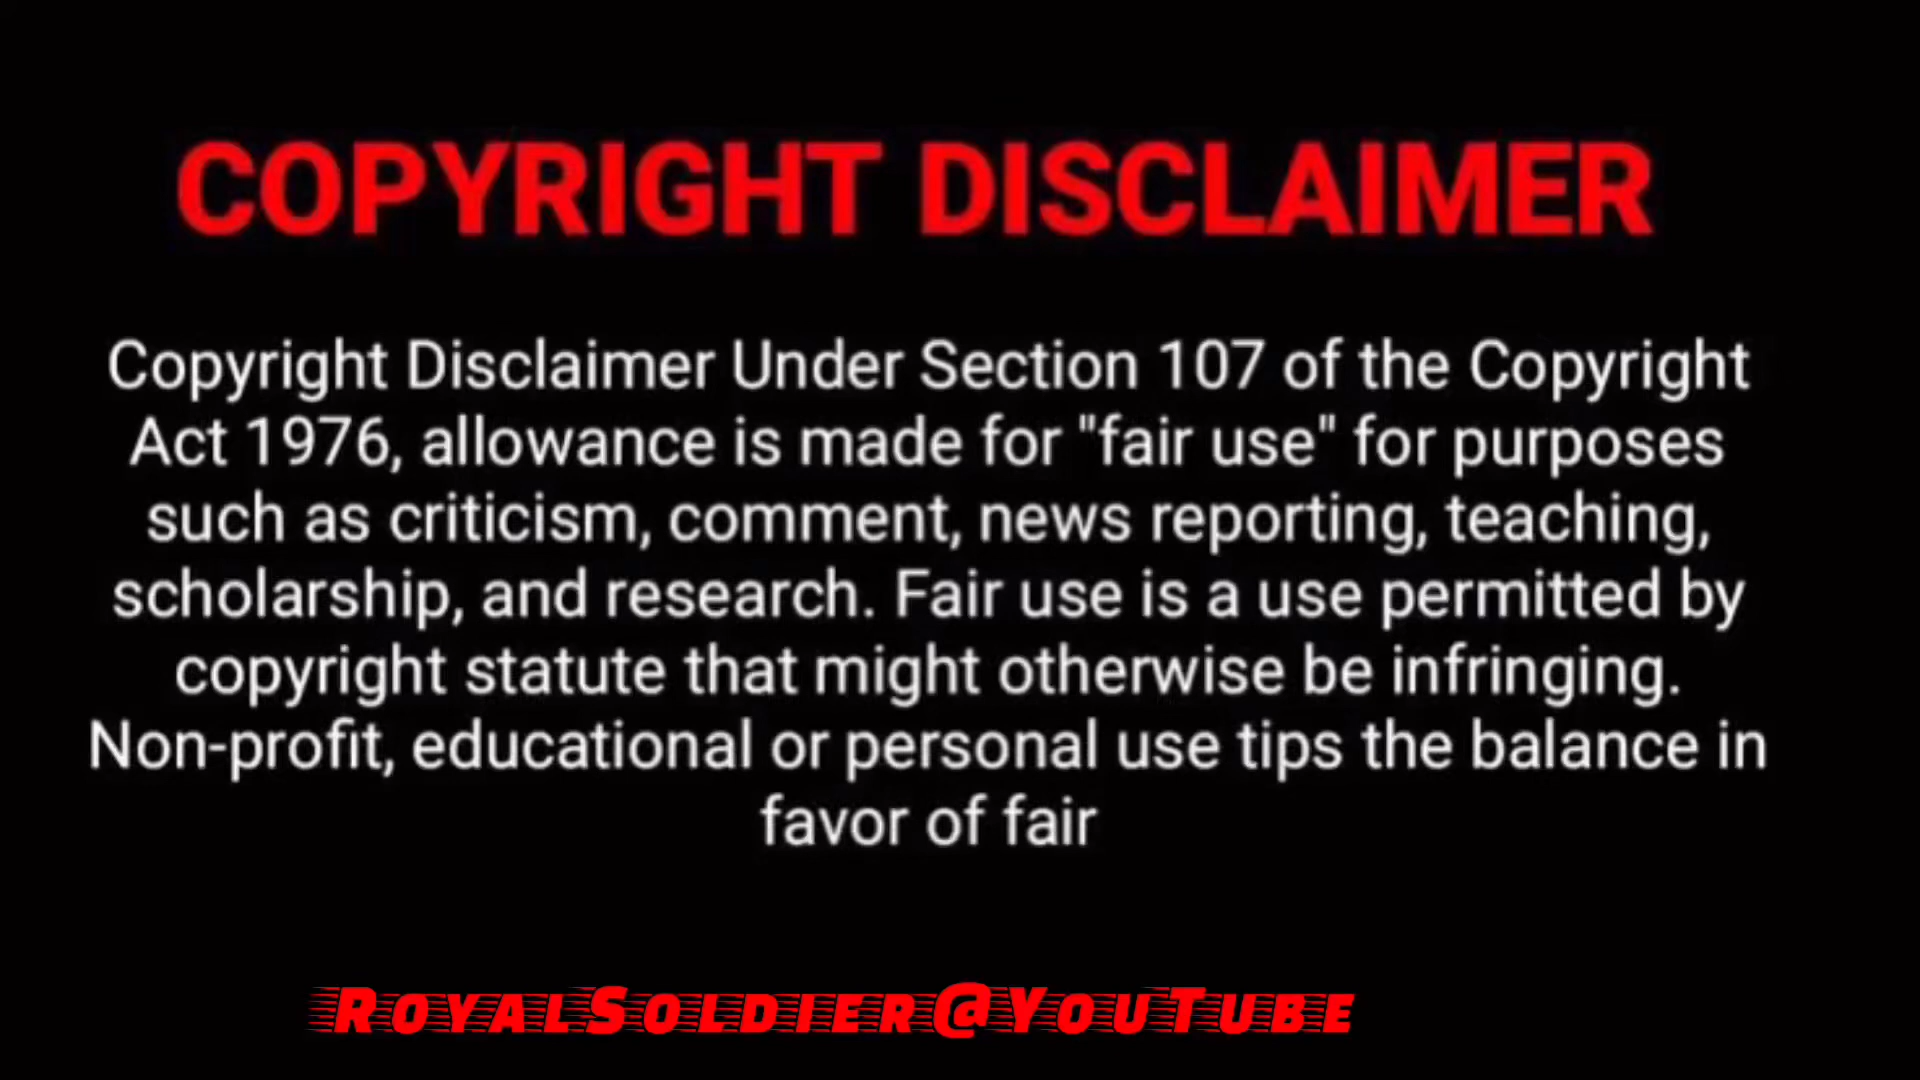 COPYRIGHT DISCLAIMER
Copyright Disclaimer Under Section 107 of the Copyright
Act 1976, allowance is made for "fair use" for purposes
such as criticism, comment, news reporting, teaching,
scholarship, and research. Fair use is a use permitted by
copyright statute that might otherwise be infringing.
Non-profit, educational or personal use tips the balance in
favor of fair
RoyalSoldier@YouTube